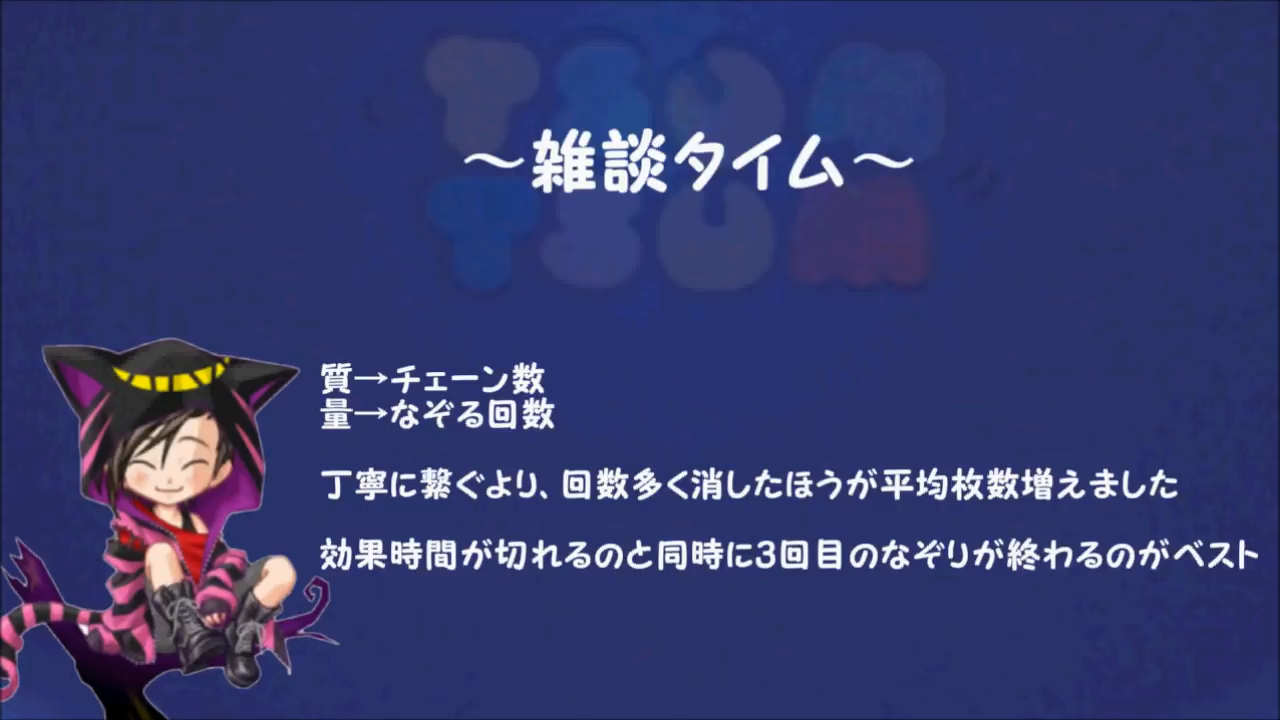 ～雑談タイム～
質→チェーン数
量→なぞる回数
丁寧に繋ぐより、回数多く消したほうが平均枚数増えました
効果時間が切れるのと同時に3回目のなぞりが終わるのがベスト
TSUM
TSUM